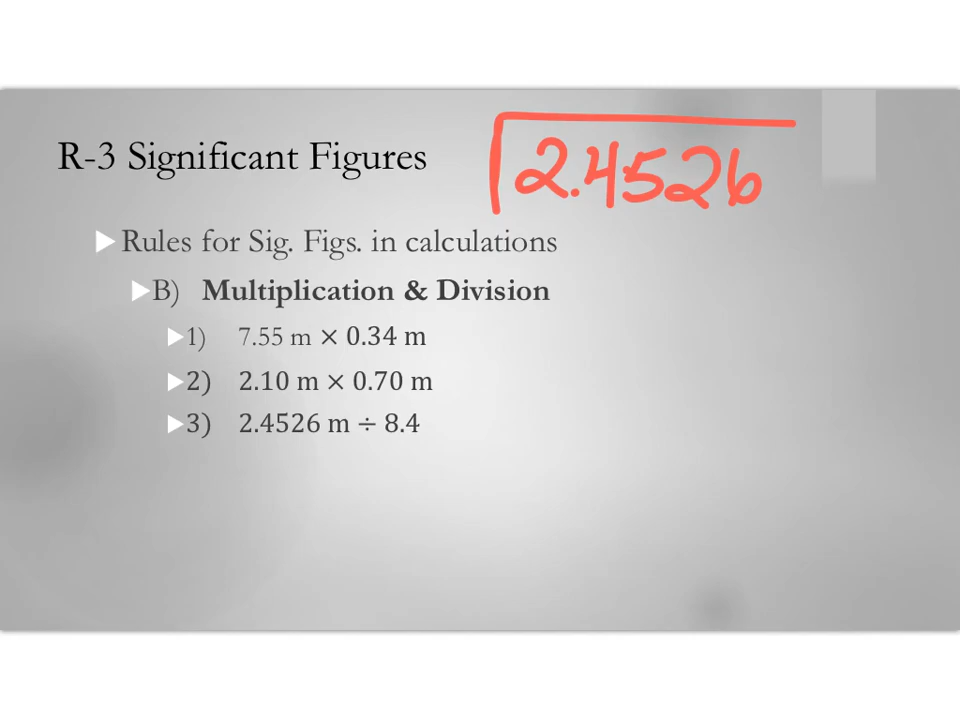 R-3 Significant Figures
2.4526
Rules for Sig. Figs. in calculations
B) Multiplication & Division
1) 7.55 m × 0.34 m
2) 2.10 m × 0.70 m
3) 2.4526 m ÷ 8.4